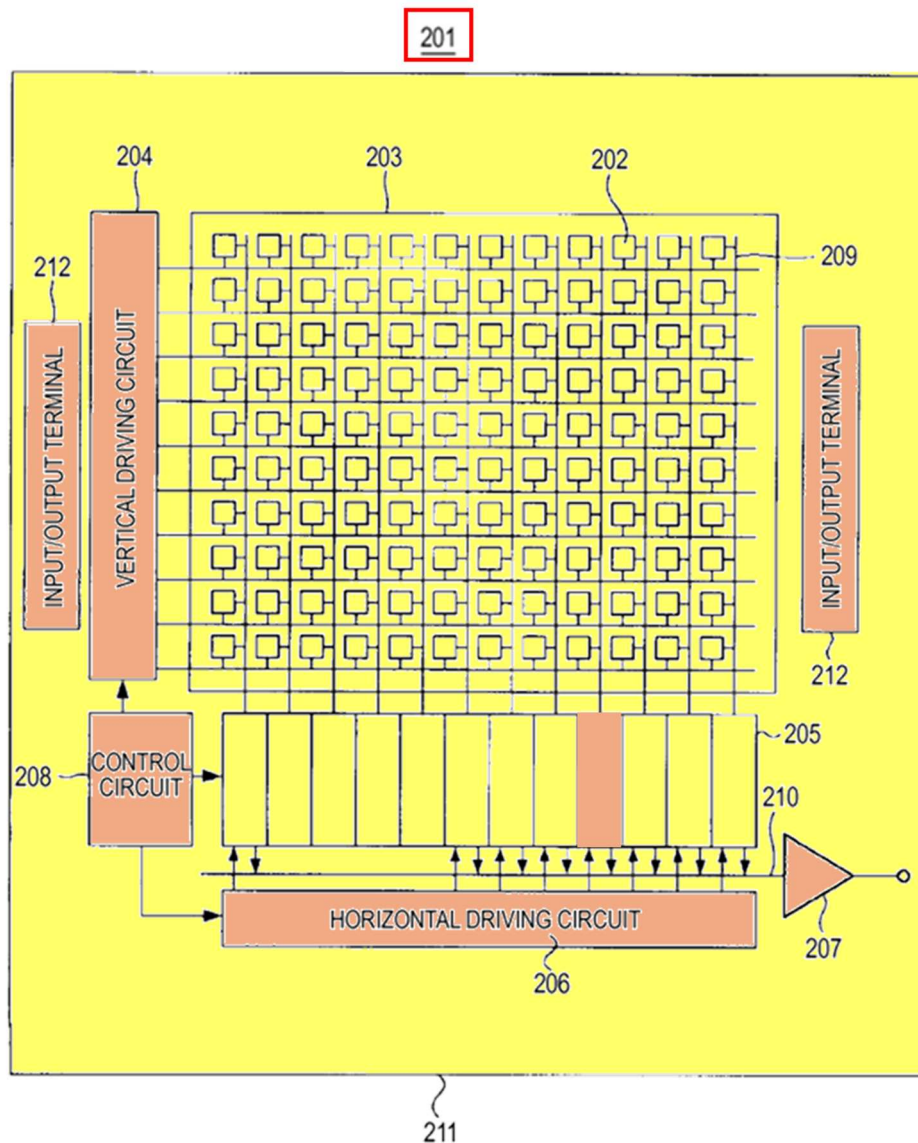 201
204
203
202
212
209
INPUT/OUTPUT TERMINAL
VERTICAL DRIVING CIRCUIT
INPUT/OUTPUT TERMINAL
212
208
CONTROL
CIRCUIT
205
210
HORIZONTAL DRIVING CIRCUIT
206
207
211